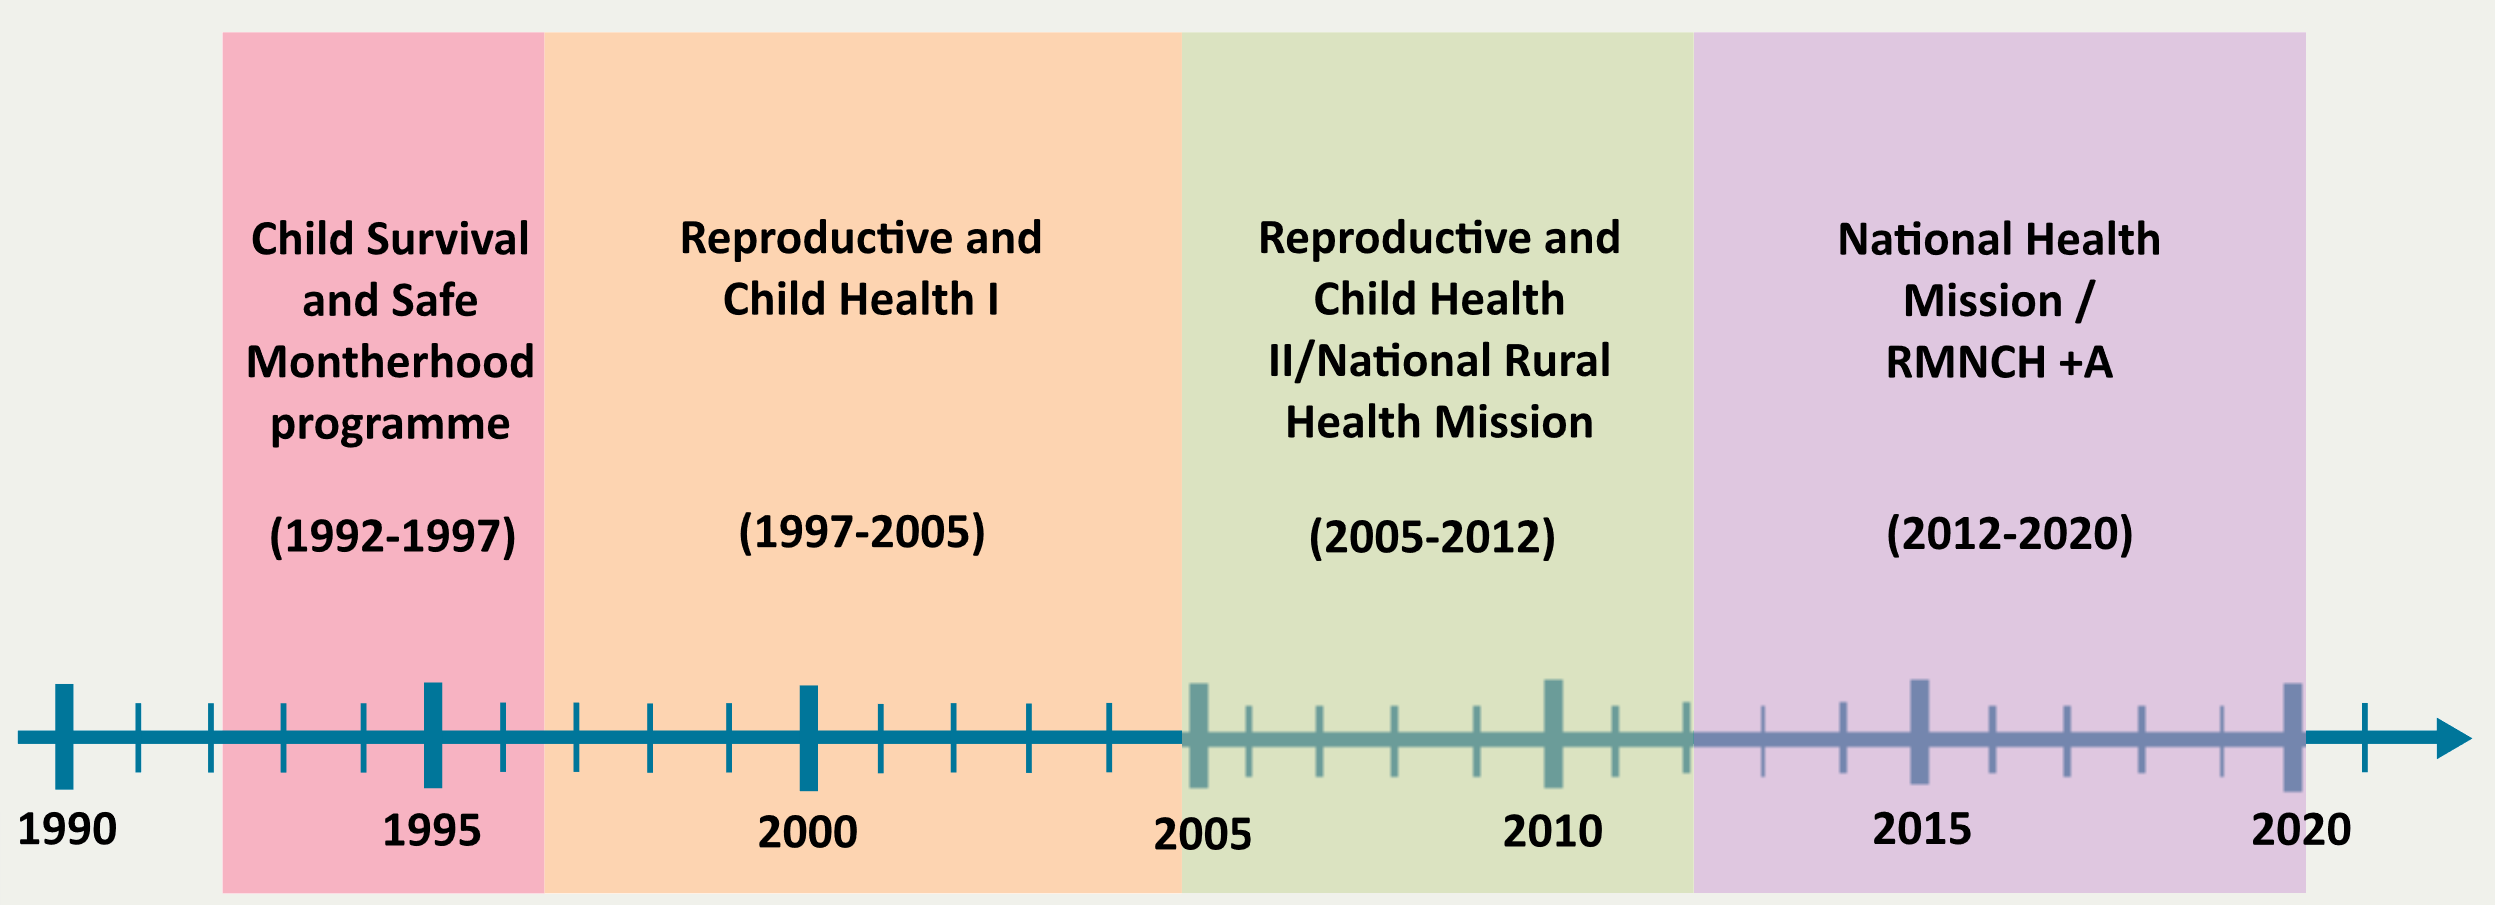 Child Survival
and Safe
Montherhood
programme
(1992-1997)
Reproductive and
Child Health I
(1997-2005)
Reproductive and
Child Health
II/National Rural
Health Mission
(2005-2012)
National Health
Mission /
RMNCH +A
(2012-2020)
1990 1995 2000 2005 2010 2015 2020